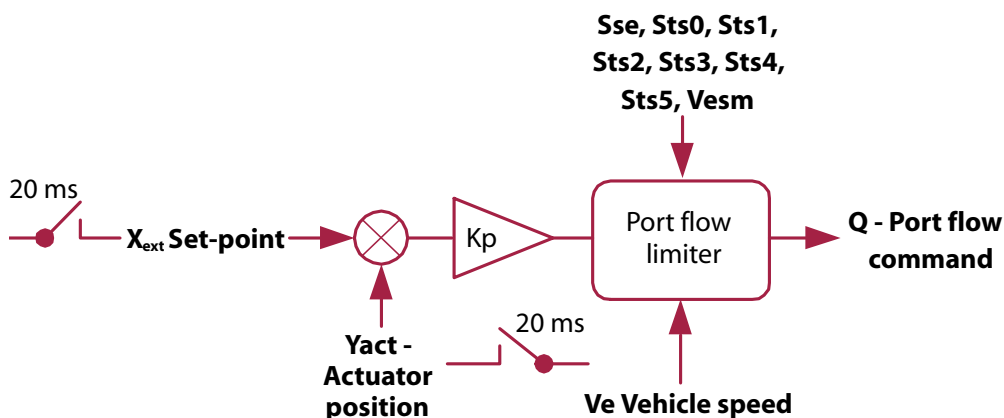 Sse, Sts0, Sts1,
Sts2, Sts3, Sts4,
Sts5, Vesm
20 ms
Xext Set-point
Kp
Port flow
limiter
Q - Port flow
command
20 ms
Yact -
Actuator
position
Ve Vehicle speed